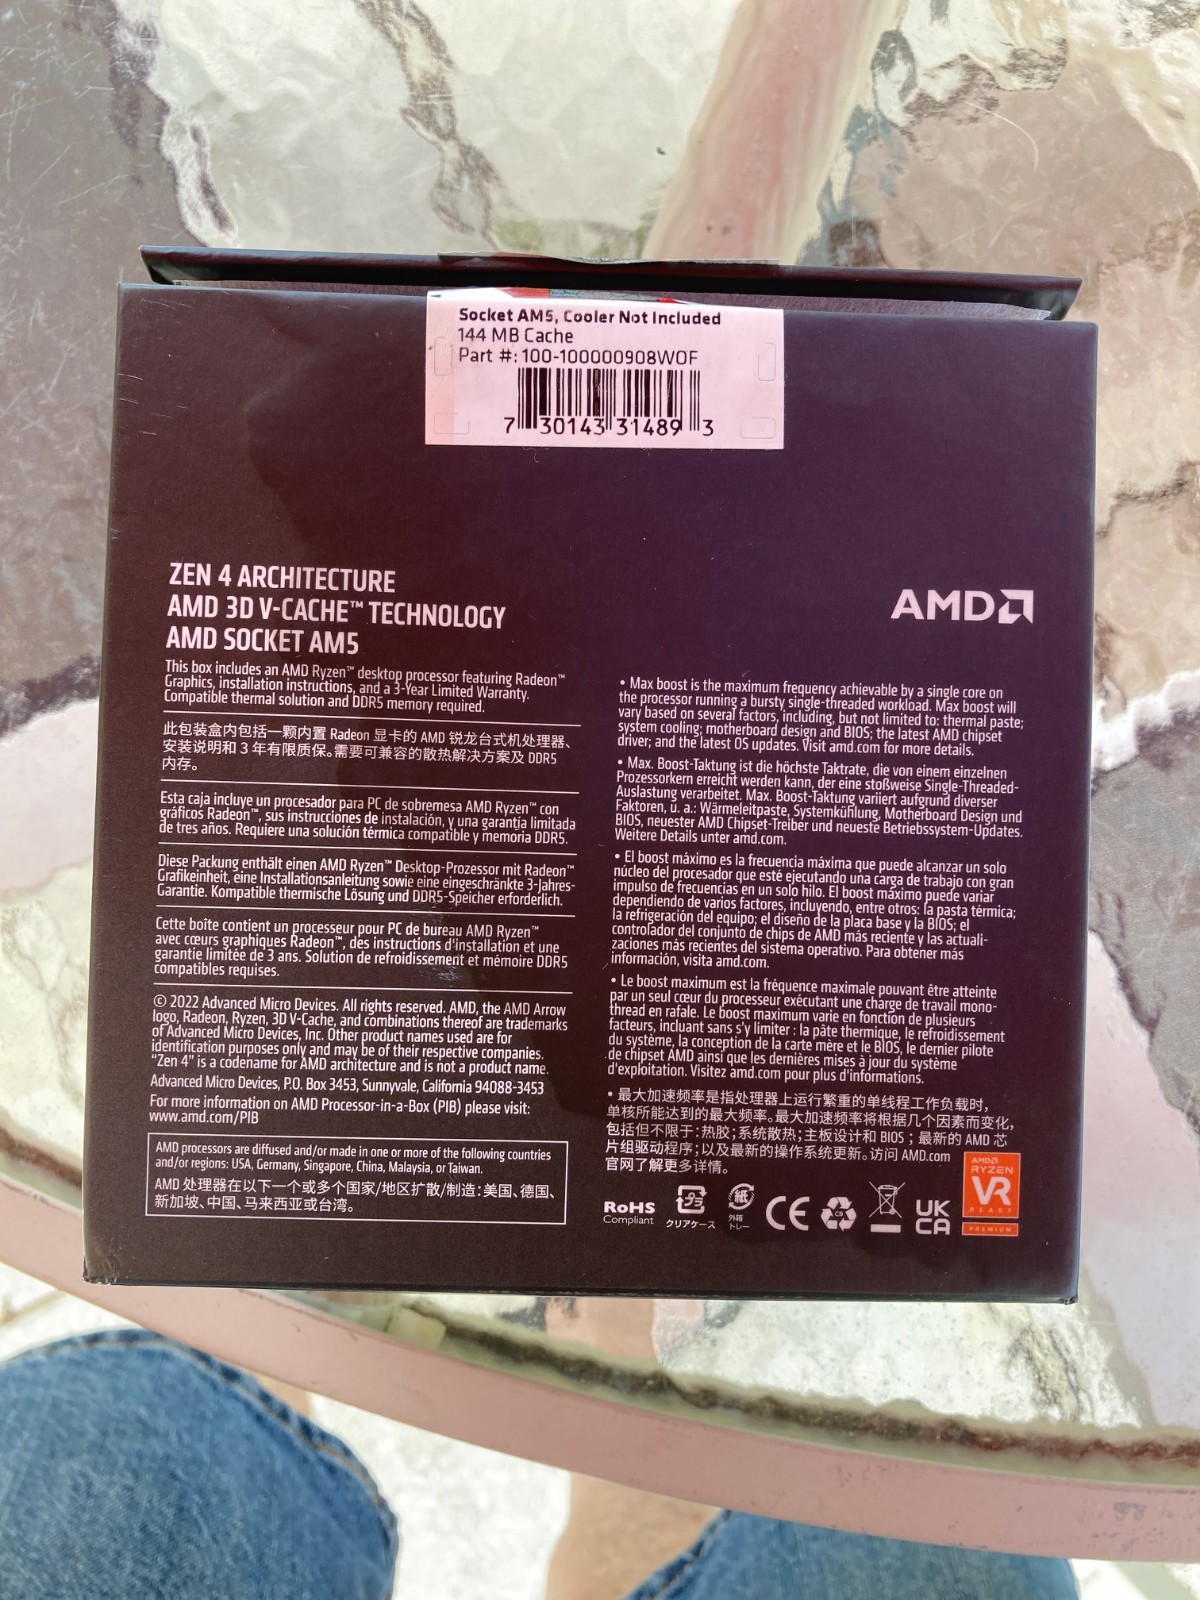 Socket AM5, Cooler Not Included
144 MB Cache
Part #: 100-100000908WOF
7 30143 31489 3
ZEN 4 ARCHITECTURE
AMD 3D V-CACHE™ TECHNOLOGY
AMD SOCKET AM5
This box includes an AMD Ryzen™ desktop processor featuring Radeon™
Graphics, installation instructions, and a 3-Year Limited Warranty.
Compatible thermal solution and DDR5 memory required.
此包装盒内包括一颗内置 Radeon 显卡的 AMD 锐龙台式机处理器、
安装说明和 3 年有限质保。需要可兼容的散热解决方案及 DDR5
内存。
Esta caja incluye un procesador para PC de sobremesa AMD Ryzen™ con
gráficos Radeon™, sus instrucciones de instalación, y una garantía limitada
de tres años. Requiere una solución térmica compatible y memoria DDR5.
Diese Packung enthält einen AMD Ryzen™ Desktop-Prozessor mit Radeon™
Grafikeinheit, eine Installationsanleitung sowie eine eingeschränkte 3-Jahres-
Garantie. Kompatible thermische Lösung und DDR5-Speicher erforderlich.
Cette boîte contient un processeur pour PC de bureau AMD Ryzen™
avec cœurs graphiques Radeon™, des instructions d'installation et une
garantie limitée de 3 ans. Solution de refroidissement et mémoire DDR5
compatibles requises.
© 2022 Advanced Micro Devices. All rights reserved. AMD, the AMD Arrow
logo, Radeon, Ryzen, 3D V-Cache, and combinations thereof are trademarks
of Advanced Micro Devices, Inc. Other product names used are for
identification purposes only and may be of their respective companies.
"Zen 4" is a codename for AMD architecture and is not a product name.
Advanced Micro Devices, P.O. Box 3453, Sunnyvale, California 94088-3453
For more information on AMD Processor-in-a-Box (PIB) please visit:
www.amd.com/PIB
AMD processors are diffused and/or made in one or more of the following countries
and/or regions: USA, Germany, Singapore, China, Malaysia, or Taiwan.
AMD 处理器在以下一个或多个国家/地区扩散/制造：美国、德国、
新加坡、中国、马来西亚或台湾。
AMD
• Max boost is the maximum frequency achievable by a single core on
the processor running a bursty single-threaded workload. Max boost will
vary based on several factors, including, but not limited to: thermal paste;
system cooling; motherboard design and BIOS; the latest AMD chipset
driver; and the latest OS updates. Visit amd.com for more details.
• Max. Boost-Taktung ist die höchste Taktrate, die von einem einzelnen
Prozessorkern erreicht werden kann, der eine stoßweise Single-Threaded-
Auslastung verarbeitet. Max. Boost-Taktung variiert aufgrund diverser
Faktoren, u. a.: Wärmeleitpaste, Systemkühlung, Motherboard Design und
BIOS, neuester AMD Chipset-Treiber und neueste Betriebssystem-Updates.
Weitere Details unter amd.com.
• El boost máximo es la frecuencia máxima que puede alcanzar un solo
núcleo del procesador que esté ejecutando una carga de trabajo con gran
impulso de frecuencias en un solo hilo. El boost máximo puede variar
dependiendo de varios factores, incluyendo, entre otros: la pasta térmica;
la refrigeración del equipo; el diseño de la placa base y la BIOS; el
controlador del conjunto de chips de AMD más reciente y las actuali-
zaciones más recientes del sistema operativo. Para obtener más
información, visita amd.com.
• Le boost maximum est la fréquence maximale pouvant être atteinte
par un seul cœur du processeur exécutant une charge de travail mono-
thread en rafale. Le boost maximum varie en fonction de plusieurs
facteurs, incluant sans s'y limiter : la pâte thermique, le refroidissement
du système, la conception de la carte mère et le BIOS, le dernier pilote
de chipset AMD ainsi que les dernières mises à jour du système
d'exploitation. Visitez amd.com pour plus d'informations.
• 最大加速频率是指处理器上运行繁重的单线程工作负载时，
单核所能达到的最大频率。最大加速频率将根据几个因素而变化，
包括但不限于：热胶；系统散热；主板设计和 BIOS；最新的 AMD 芯
片组驱动程序；以及最新的操作系统更新。访问 AMD.com
官网了解更多详情。
RoHS
Compliant
プラ
クリアケース
紙
外箱
トレー
CE
UK
CA
AMD
RYZEN
VR
READY
PREMIUM